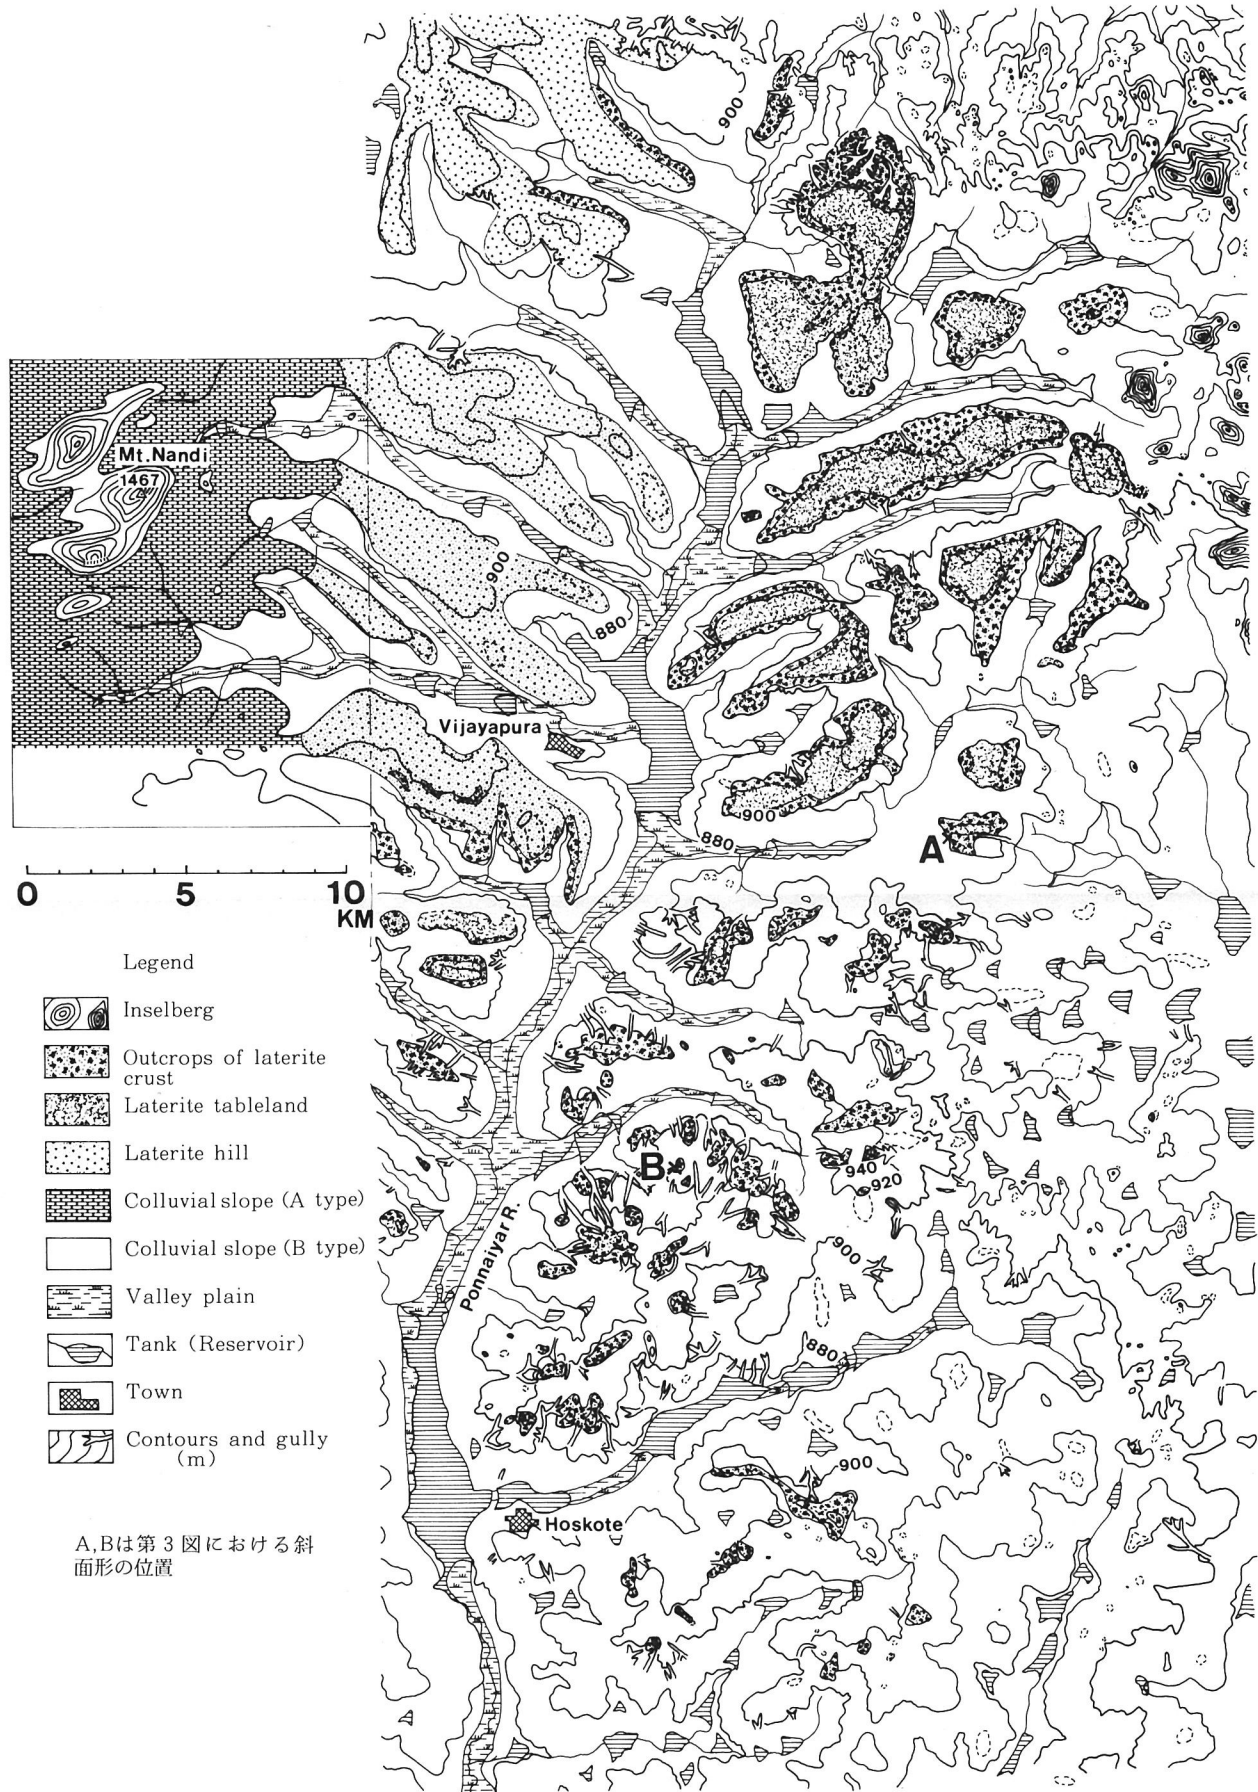 900
Mt.Nandi
1467
900
880
Vijayapura
900
880
A
0 5 10
KM
Legend
Inselberg
Outcrops of laterite
crust
Laterite tableland
Laterite hill
Colluvial slope (A type)
Colluvial slope (B type)
Valley plain
Tank (Reservoir)
Town
Contours and gully
(m)
A,Bは第3図における斜
面形の位置
B
940
920
Ponnaiyar R.
900
880
900
Hoskote